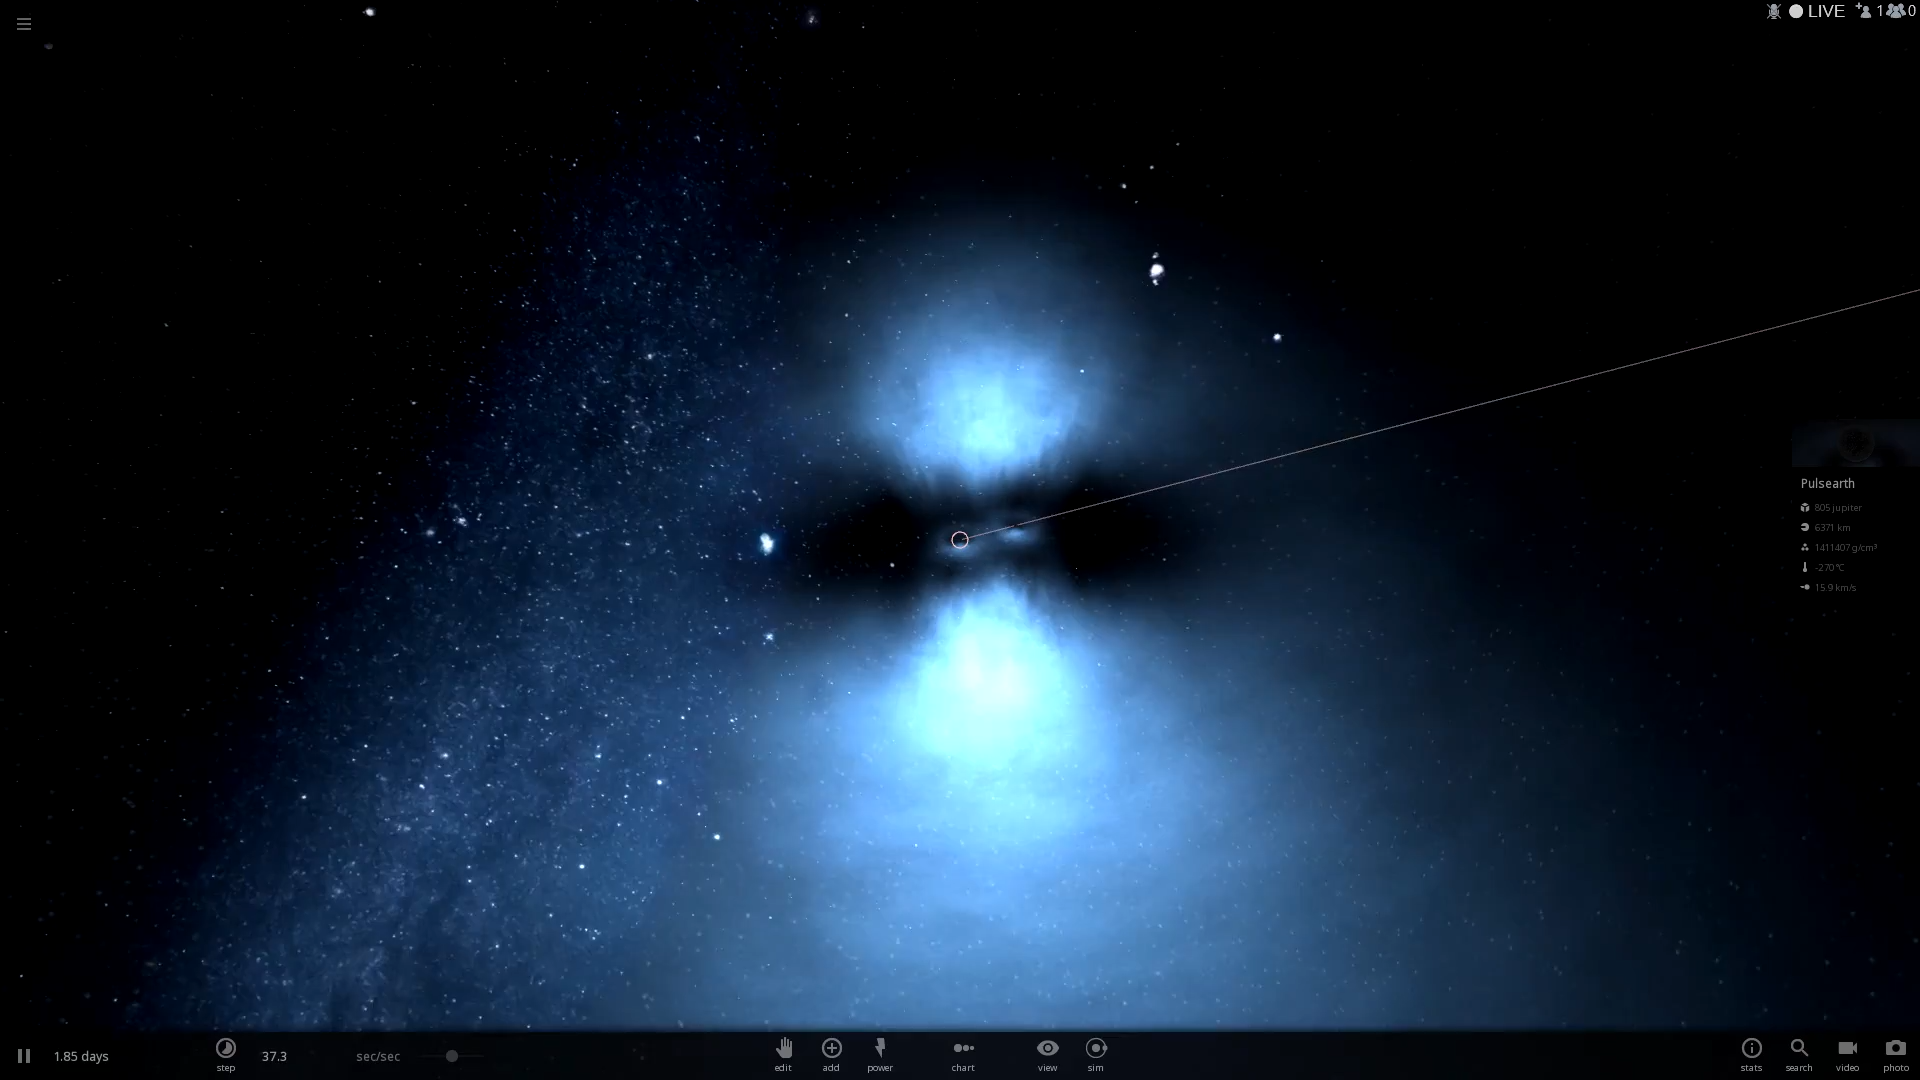 LIVE 1 0
Pulsearth
805 jupiter
6371 km
1411407 g/cm³
-270 °C
15.9 km/s
1.85 days
37.3
sec/sec
step
edit
add
power
chart
view
sim
stats
search
video
photo